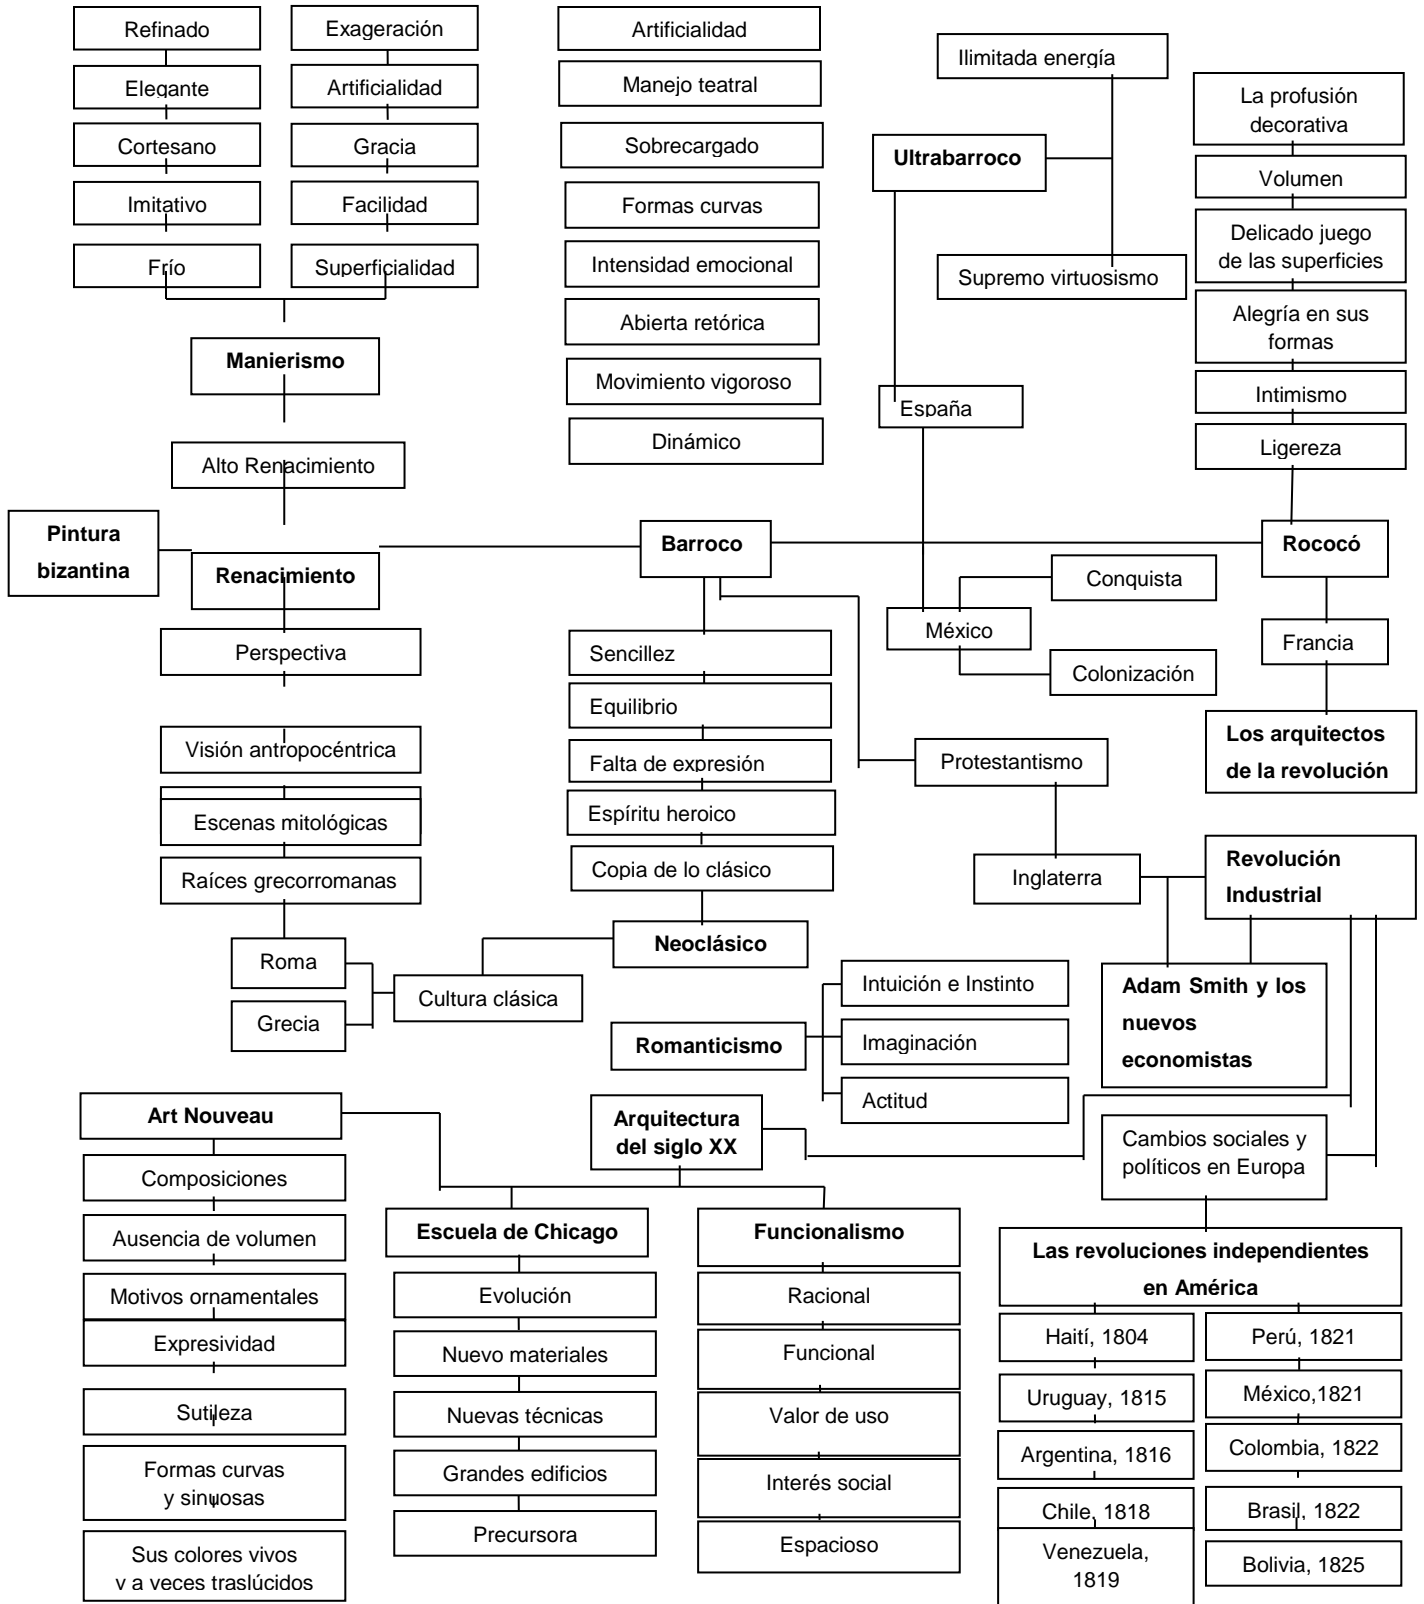 Refinado
Elegante
Cortesano
Imitativo
Frío
Exageración
Artificialidad
Gracia
Facilidad
Superficialidad
Manierismo
Alto Renacimiento
Pintura
bizantina
Renacimiento
Perspectiva
Visión antropocéntrica
Escenas mitológicas
Raíces grecorromanas
Roma
Grecia
Cultura clásica
Artificialidad
Manejo teatral
Sobrecargado
Formas curvas
Intensidad emocional
Abierta retórica
Movimiento vigoroso
Dinámico
Barroco
Sencillez
Equilibrio
Falta de expresión
Espíritu heroico
Copia de lo clásico
Neoclásico
Ilimitada energía
Ultrabarroco
Supremo virtuosismo
España
México
Conquista
Colonización
Protestantismo
Inglaterra
La profusión
decorativa
Volumen
Delicado juego
de las superficies
Alegría en sus
formas
Intimismo
Ligereza
Rococó
Francia
Los arquitectos
de la revolución
Revolución
Industrial
Adam Smith y los
nuevos
economistas
Romanticismo
Intuición e Instinto
Imaginación
Actitud
Art Nouveau
Composiciones
Ausencia de volumen
Motivos ornamentales
Expresividad
Sutileza
Formas curvas
y sinuosas
Sus colores vivos
y a veces traslúcidos
Arquitectura
del siglo XX
Escuela de Chicago
Evolución
Nuevo materiales
Nuevas técnicas
Grandes edificios
Precursora
Funcionalismo
Racional
Funcional
Valor de uso
Interés social
Espacioso
Cambios sociales y
políticos en Europa
Las revoluciones independientes
en América
Haití, 1804
Uruguay, 1815
Argentina, 1816
Chile, 1818
Venezuela,
1819
Perú, 1821
México,1821
Colombia, 1822
Brasil, 1822
Bolivia, 1825